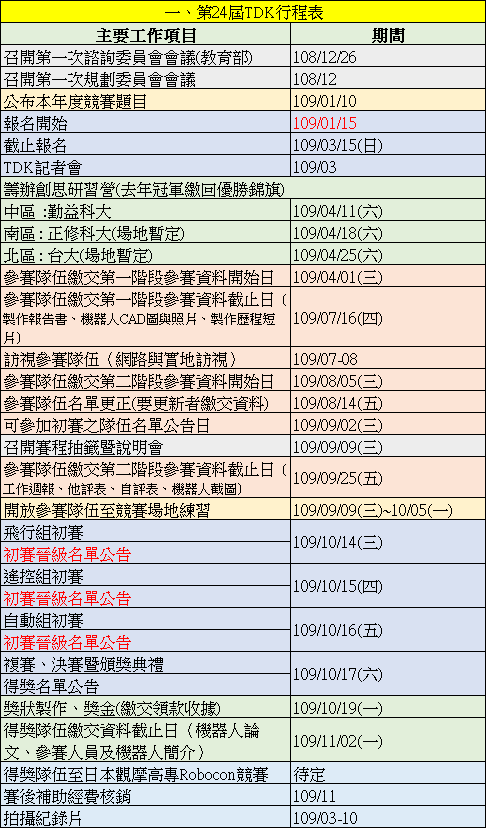 一、第24屆TDK行程表
主要工作項目 期間
召開第一次諮詢委員會會議(教育部) 108/12/26
召開第一次規劃委員會會議 108/12
公布本年度競賽題目 109/01/10
報名開始 109/01/15
截止報名 109/03/15(日)
TDK記者會 109/03
籌辦創思研習營(去年冠軍繳回優勝錦旗)
中區 :勤益科大 109/04/11(六)
南區 : 正修科大(場地暫定) 109/04/18(六)
北區 : 台大(場地暫定) 109/04/25(六)
參賽隊伍繳交第一階段參賽資料開始日 109/04/01(三)
參賽隊伍繳交第一階段參賽資料截止日〔
製作報告書、機器人CAD圖與照片、製作歷程短
片〕
109/07/16(四)
訪視參賽隊伍（網路與實地訪視） 109/07-08
參賽隊伍繳交第二階段參賽資料開始日 109/08/05(三)
參賽隊伍名單更正(要更新者繳交資料) 109/08/14(五)
可參加初賽之隊伍名單公告日 109/09/02(三)
召開賽程抽籤暨說明會 109/09/09(三)
參賽隊伍繳交第二階段參賽資料截止日〔
工作週報、他評表、自評表、機器人截圖〕
109/09/25(五)
開放參賽隊伍至競賽場地練習 109/09/09(三)~10/05(一)
飛行組初賽
初賽晉級名單公告
109/10/14(三)
遙控組初賽
初賽晉級名單公告
109/10/15(四)
自動組初賽
初賽晉級名單公告
109/10/16(五)
複賽、決賽暨頒獎典禮
得獎名單公告
109/10/17(六)
獎狀製作、獎金(繳交領款收據) 109/10/19(一)
得獎隊伍繳交資料截止日（機器人論
文、參賽人員及機器人簡介）
109/11/02(一)
得獎隊伍至日本觀摩高專Robocon競賽 待定
賽後補助經費核銷 109/11
拍攝紀錄片 109/03-10